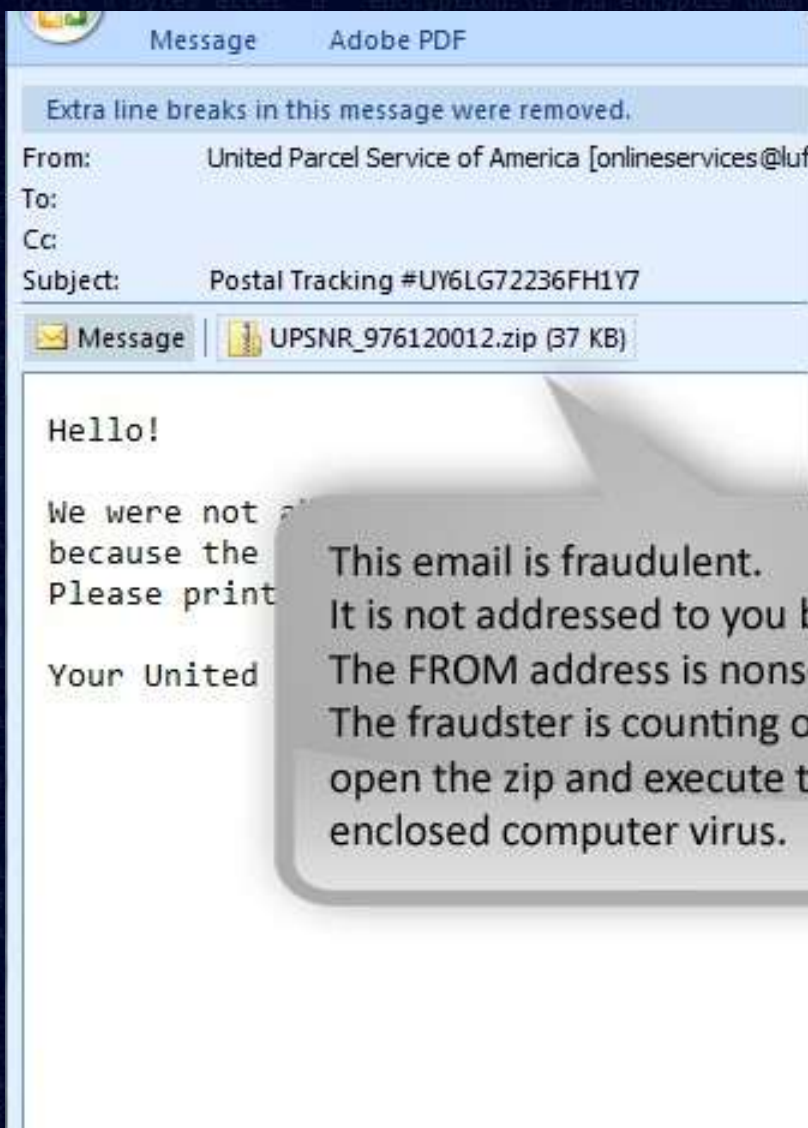 Message Adobe PDF
Extra line breaks in this message were removed.
From: United Parcel Service of America [onlineservices@luf
To:
Cc:
Subject: Postal Tracking #UY6LG72236FH1Y7
Message UPSNR_976120012.zip (37 KB)
Hello!
We were not
because the
Please print
Your United
This email is fraudulent.
It is not addressed to you
The FROM address is nons
The fraudster is counting
open the zip and execute
enclosed computer virus.